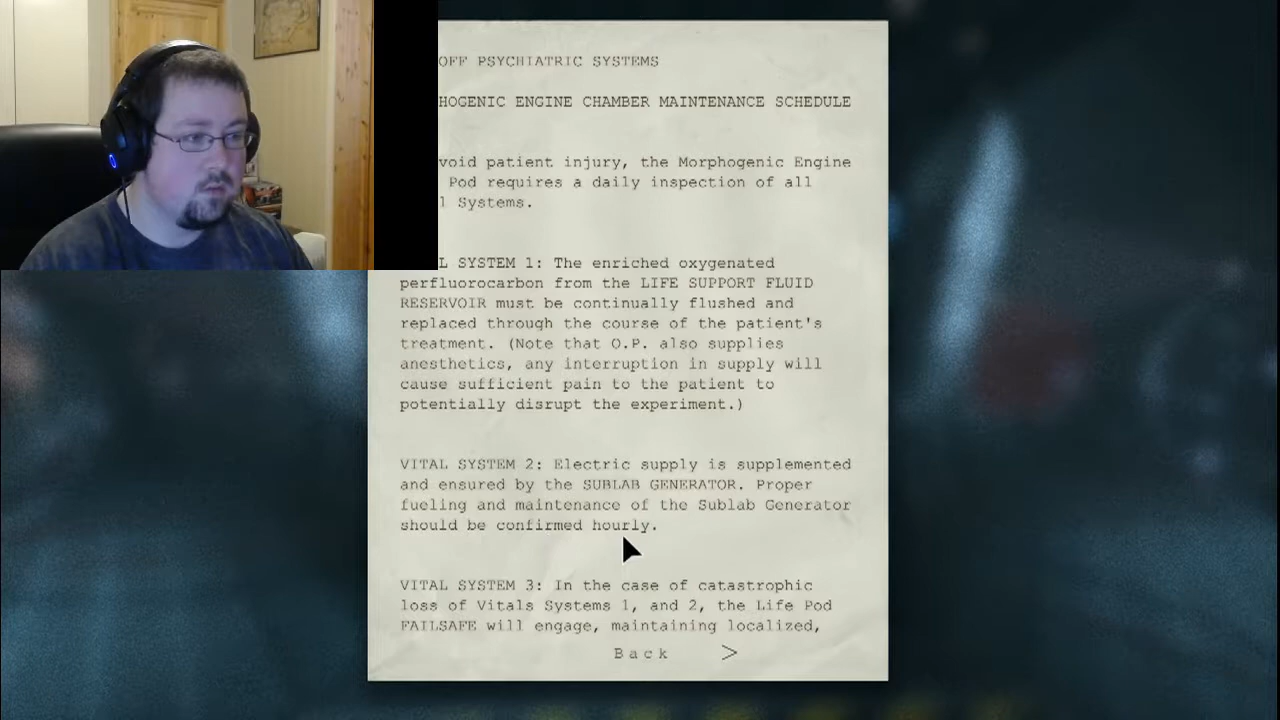 OFF PSYCHIATRIC SYSTEMS
HOGENIC ENGINE CHAMBER MAINTENANCE SCHEDULE
void patient injury, the Morphogenic Engine
Pod requires a daily inspection of all
l Systems.
L SYSTEM 1: The enriched oxygenated
perfluorocarbon from the LIFE SUPPORT FLUID
RESERVOIR must be continually flushed and
replaced through the course of the patient's
treatment. (Note that O.P. also supplies
anesthetics, any interruption in supply will
cause sufficient pain to the patient to
potentially disrupt the experiment.)
VITAL SYSTEM 2: Electric supply is supplemented
and ensured by the SUBLAB GENERATOR. Proper
fueling and maintenance of the Sublab Generator
should be confirmed hourly.
VITAL SYSTEM 3: In the case of catastrophic
loss of Vitals Systems 1, and 2, the Life Pod
FAILSAFE will engage, maintaining localized,
Back >